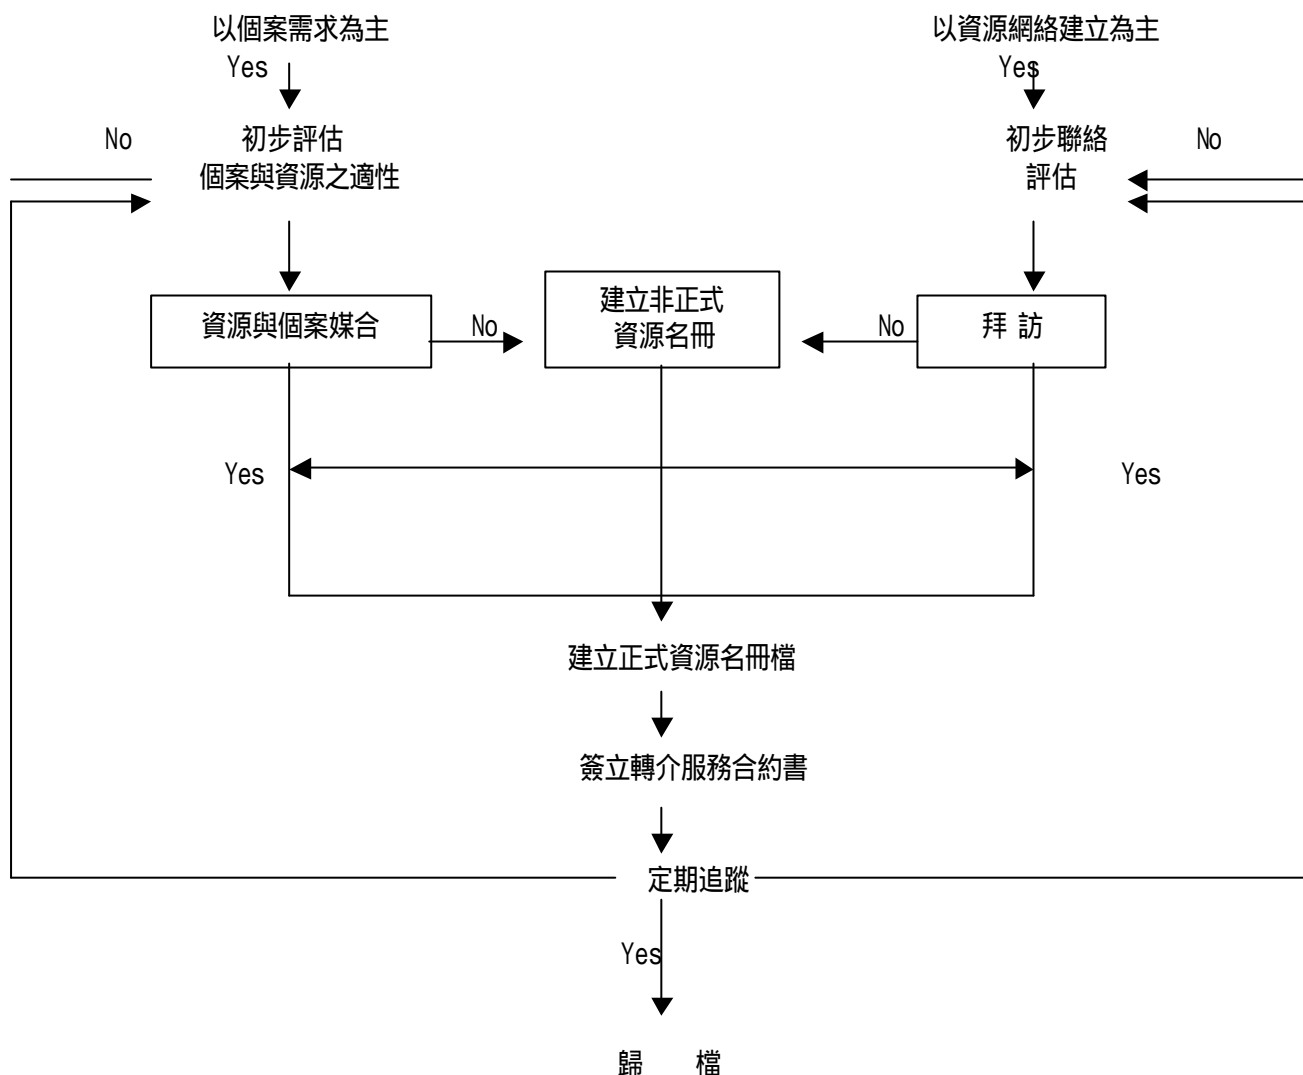 以個案需求為主
以資源網絡建立為主
Yes
Yes
No
初步評估
個案與資源之適性
初步聯絡
評估
No
資源與個案媒合
No
建立非正式
資源名冊
No
拜 訪
Yes
Yes
建立正式資源名冊檔
簽立轉介服務合約書
定期追蹤
Yes
歸 檔